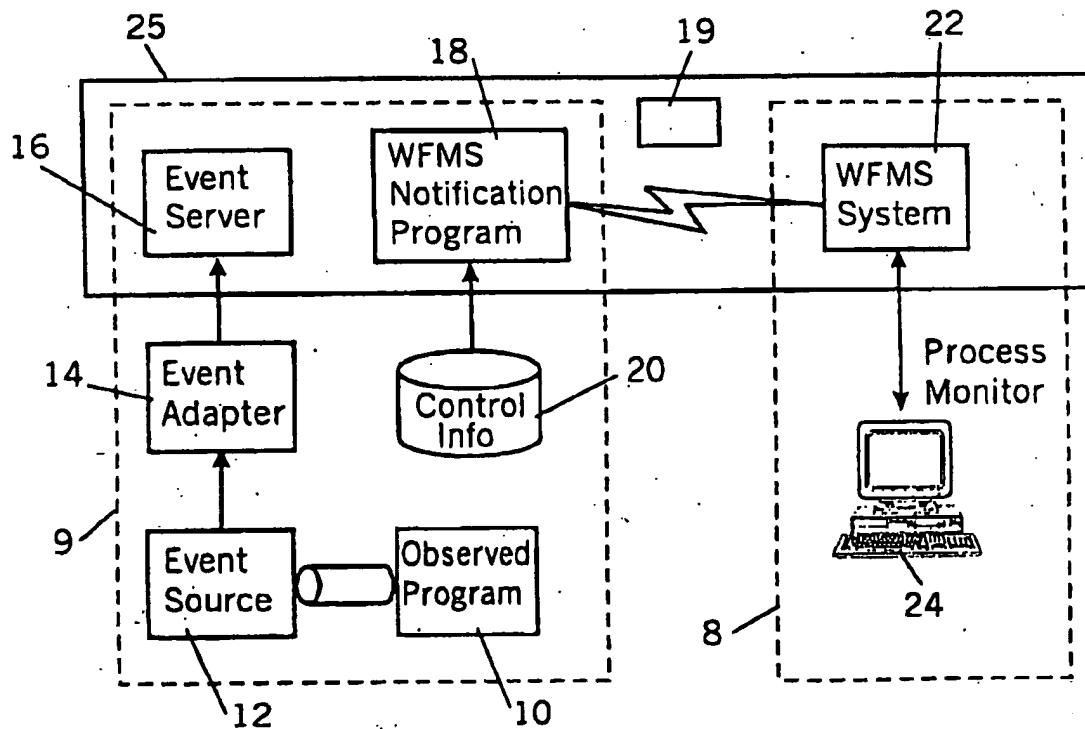 25
18
19
22
16
Event
Server
WFMS
Notification
Program
WFMS
System
14
Event
Adapter
Control
Info
20
Process
Monitor
9
Event
Source
Observed
Program
8
24
12
10